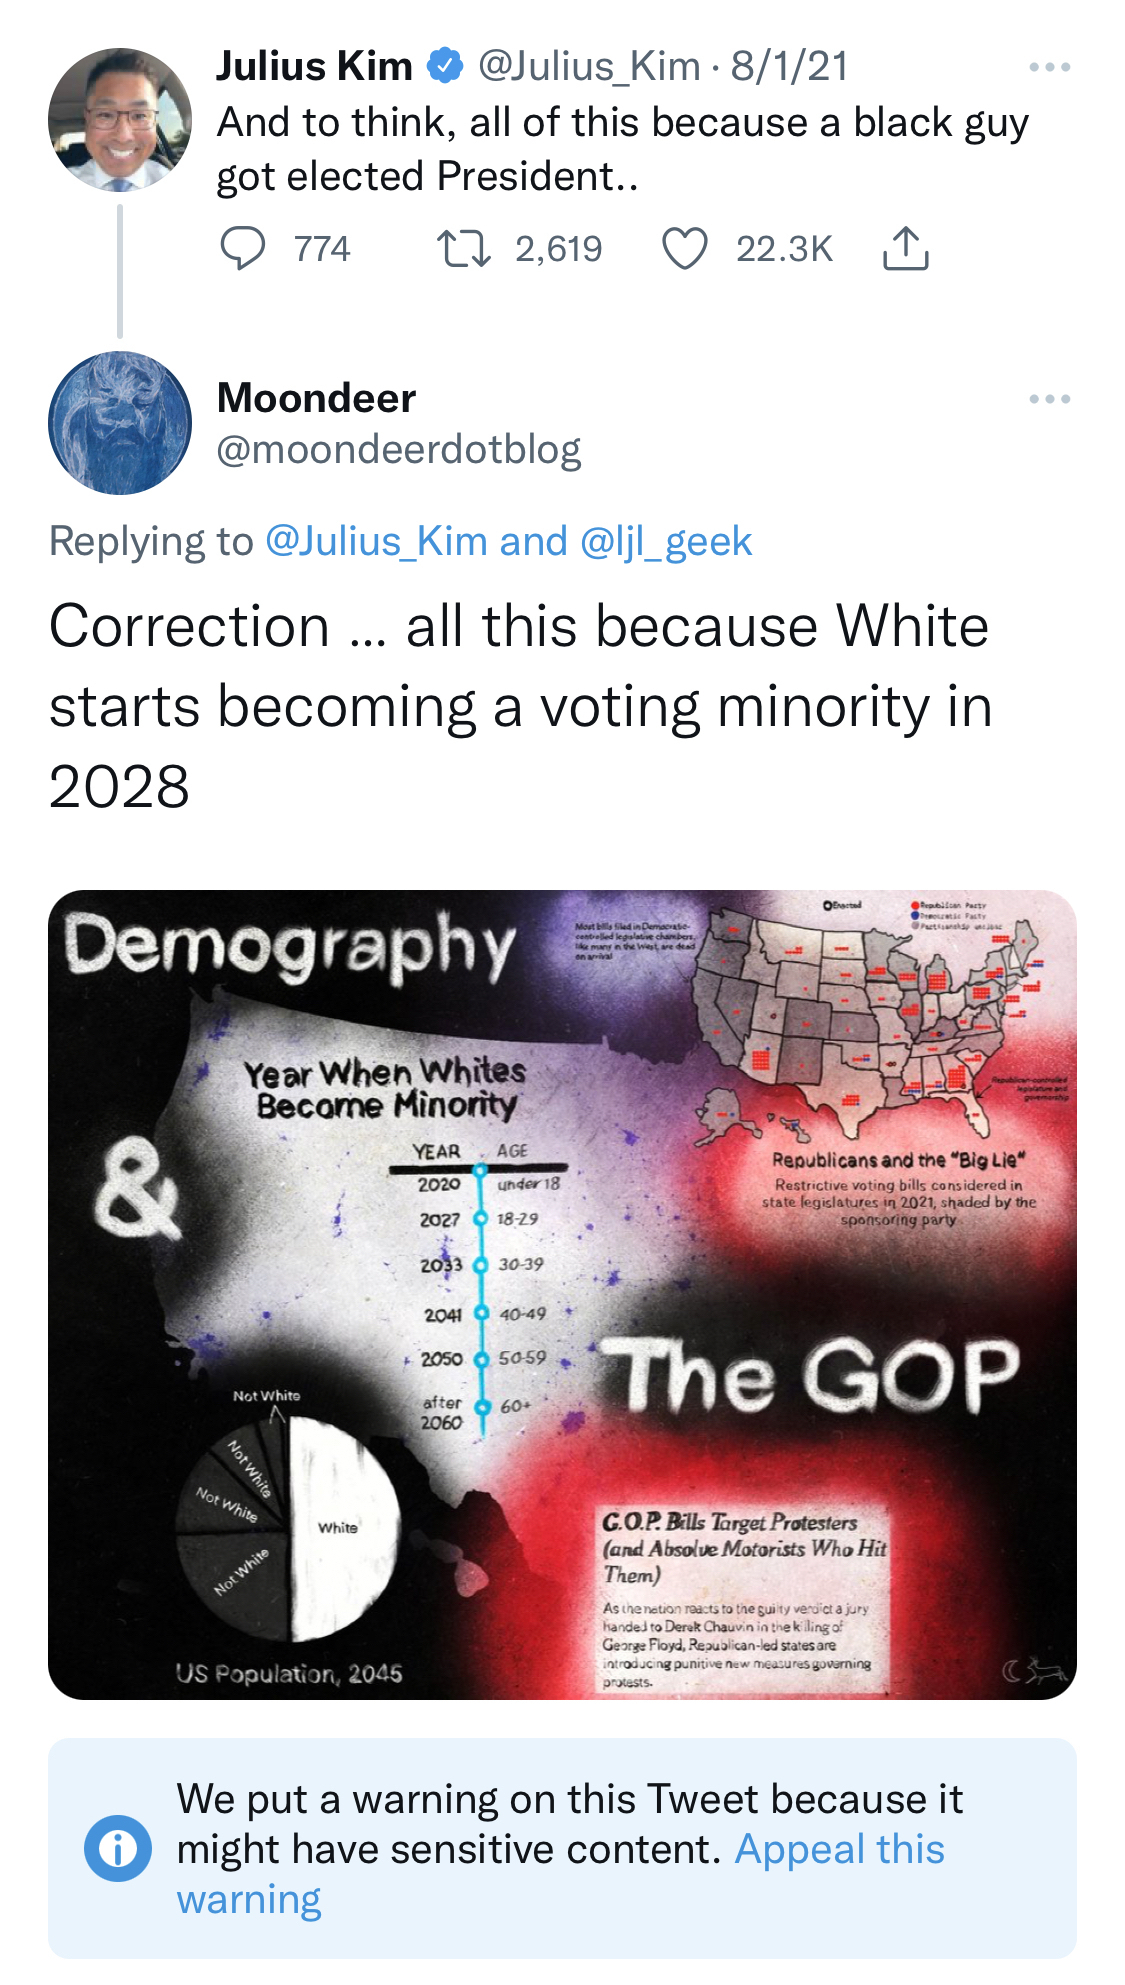 Julius Kim @Julius_Kim · 8/1/21
And to think, all of this because a black guy
got elected President..
774 2,619 22.3K
Moondeer
@moondeerdotblog
Replying to @Julius_Kim and @ljl_geek
Correction ... all this because White
starts becoming a voting minority in
2028
Demography
&
The GOP
Most bills filed in Democratic-
controlled legislative chambers,
like many in the West, are dead
on arrival
Enacted
Republican Party
Democratic Party
Partisanship unclear
Republican-controlled
legislature and
governorship
Republicans and the "Big Lie"
Restrictive voting bills considered in
state legislatures in 2021, shaded by the
sponsoring party
Year When Whites
Become Minority
YEAR AGE
2020 under 18
2027 18-29
2033 30-39
2041 40-49
2050 50-59
after 60+
2060
Not White
Not White
Not White
Not White
White
US Population, 2045
G.O.P. Bills Target Protesters
(and Absolve Motorists Who Hit
Them)
As the nation reacts to the guilty verdict a jury
handed to Derek Chauvin in the killing of
George Floyd, Republican-led states are
introducing punitive new measures governing
protests.
We put a warning on this Tweet because it
might have sensitive content. Appeal this
warning